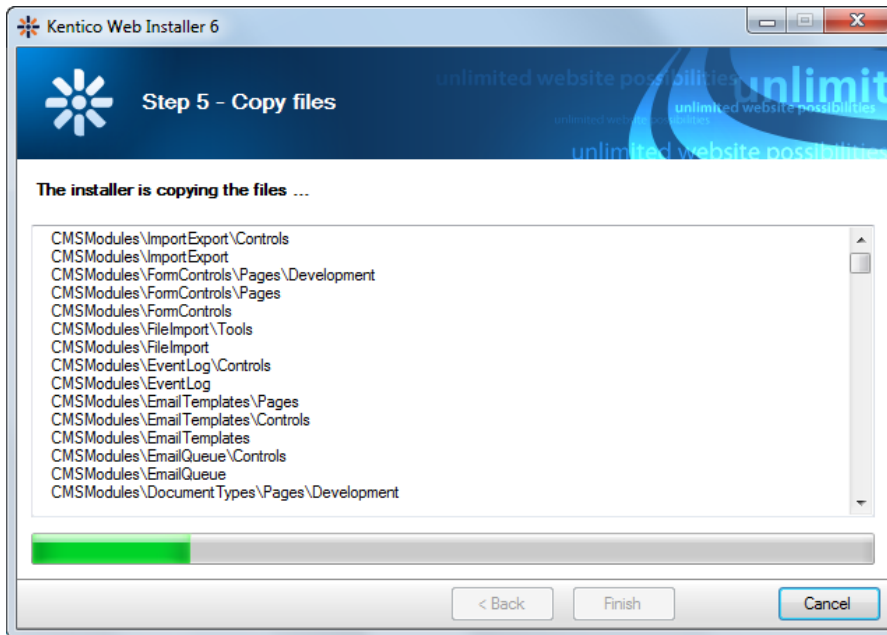 Kentico Web Installer 6
unlimited website possibilities
unlimit
Step 5 - Copy files
unlimited website possibilities
unlimited website possibilities
unlimited website possibilitie
The installer is copying the files ...
CMSModules\ImportExport\Controls
CMSModules\ImportExport
CMSModules\FormControls\Pages\Development
CMSModules\FormControls\Pages
CMSModules\FormControls
CMSModules\FileImport\Tools
CMSModules\FileImport
CMSModules\EventLog\Controls
CMSModules\EventLog
CMSModules\EmailTemplates\Pages
CMSModules\EmailTemplates\Controls
CMSModules\EmailTemplates
CMSModules\EmailQueue\Controls
CMSModules\EmailQueue
CMSModules\DocumentTypes\Pages\Development
< Back
Finish
Cancel